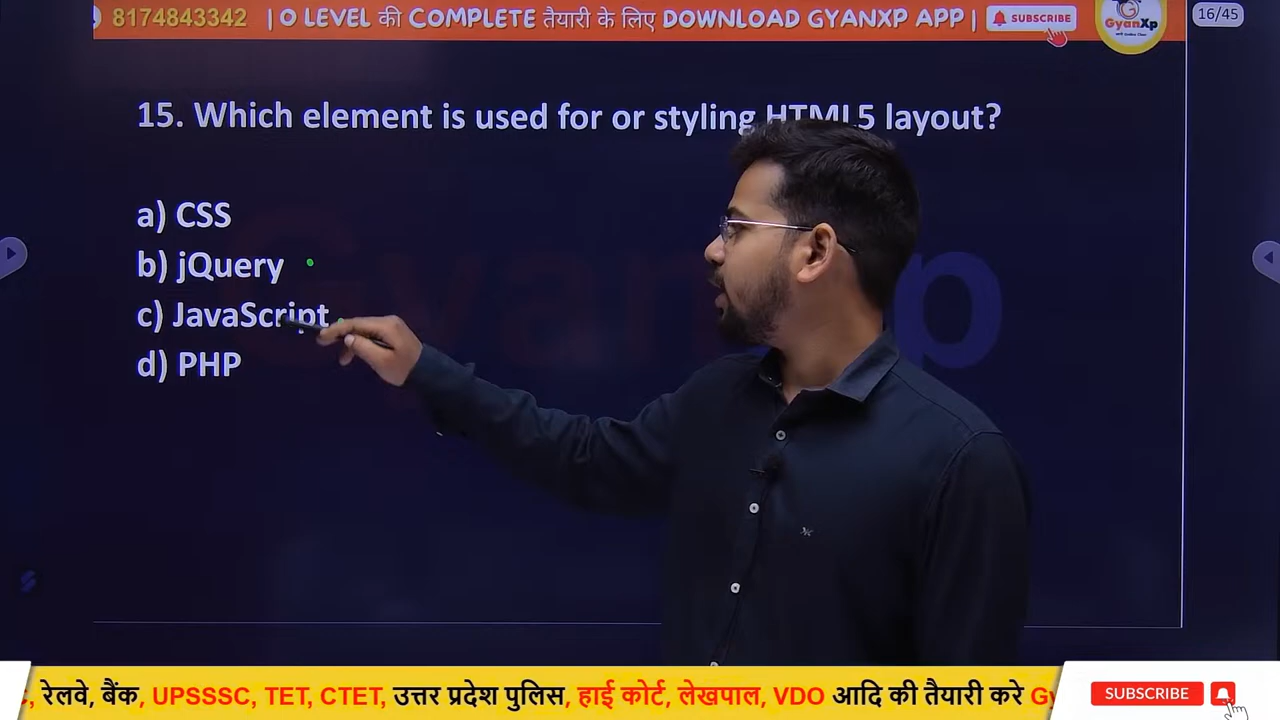 8174843342 | O LEVEL की COMPLETE तैयारी के लिए DOWNLOAD GYANXP APP |
SUBSCRIBE
GyanXp
16/45
15. Which element is used for or styling HTML5 layout?
a) CSS
b) jQuery
c) JavaScript
d) PHP
रेलवे, बैंक, UPSSSC, TET, CTET, उत्तर प्रदेश पुलिस, हाई कोर्ट, लेखपाल, VDO आदि की तैयारी करे
SUBSCRIBE